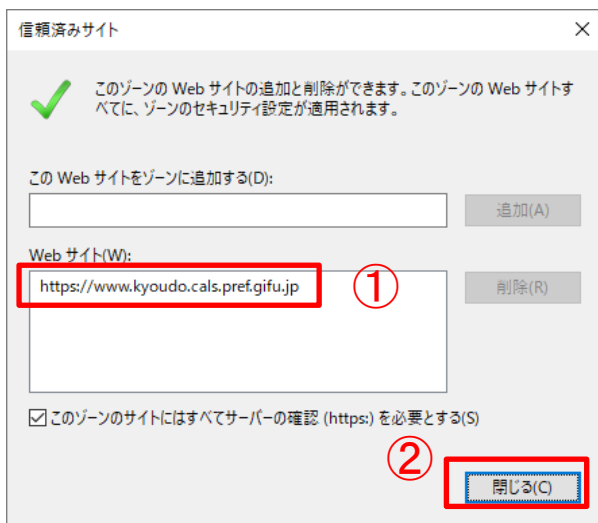 信頼済みサイト
このゾーンの Web サイトの追加と削除ができます。このゾーンの Web サイトす
べてに、ゾーンのセキュリティ設定が適用されます。
この Web サイトをゾーンに追加する(D):
追加(A)
Web サイト(W):
https://www.kyoudo.cals.pref.gifu.jp
①
削除(R)
このゾーンのサイトにはすべてサーバーの確認 (https:) を必要とする(S)
②
閉じる(C)